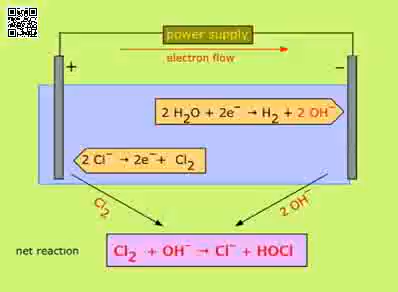 power supply
electron flow
+
−
2 H₂O + 2e⁻ → H₂ + 2 OH⁻
2 Cl⁻ → 2e⁻ + Cl₂
Cl₂
2 OH⁻
net reaction
Cl₂ + OH⁻ → Cl⁻ + HOCl